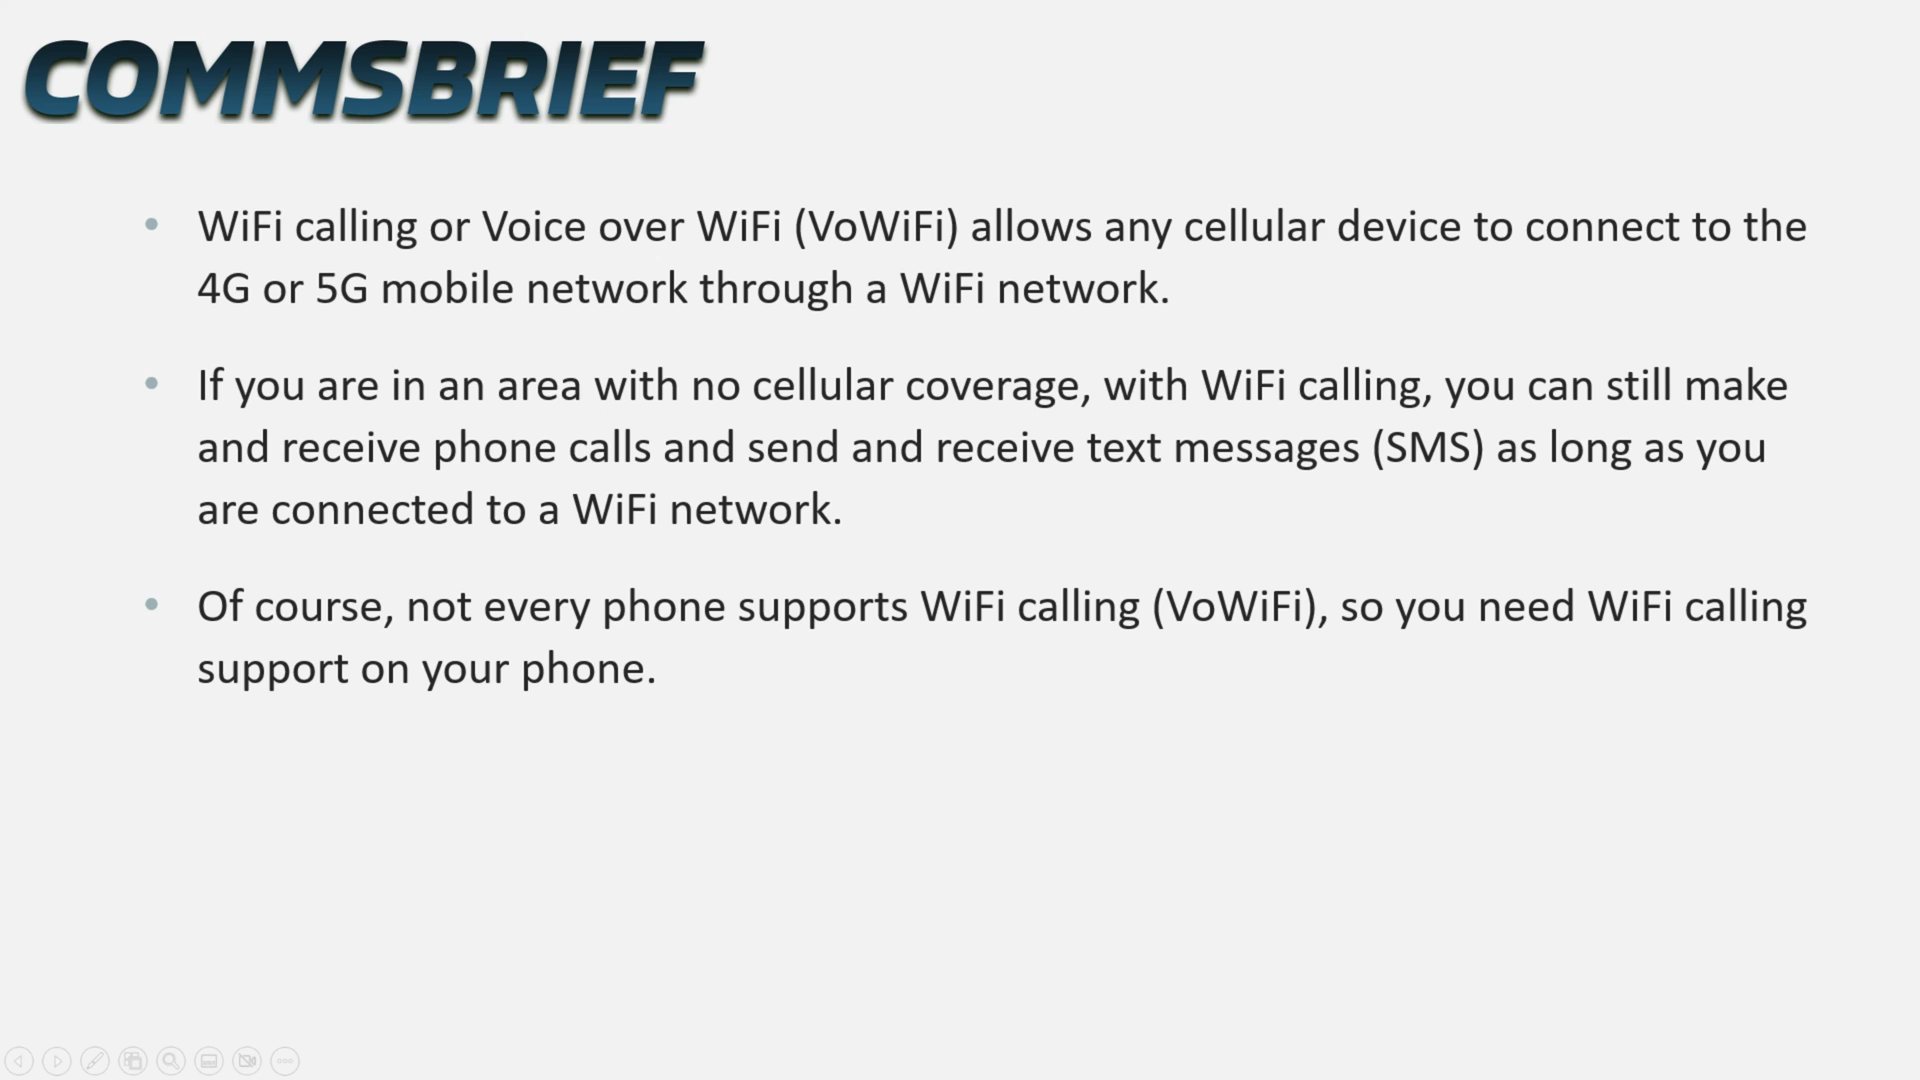 COMMSBRIEF
• WiFi calling or Voice over WiFi (VoWiFi) allows any cellular device to connect to the
4G or 5G mobile network through a WiFi network.
• If you are in an area with no cellular coverage, with WiFi calling, you can still make
and receive phone calls and send and receive text messages (SMS) as long as you
are connected to a WiFi network.
• Of course, not every phone supports WiFi calling (VoWiFi), so you need WiFi calling
support on your phone.